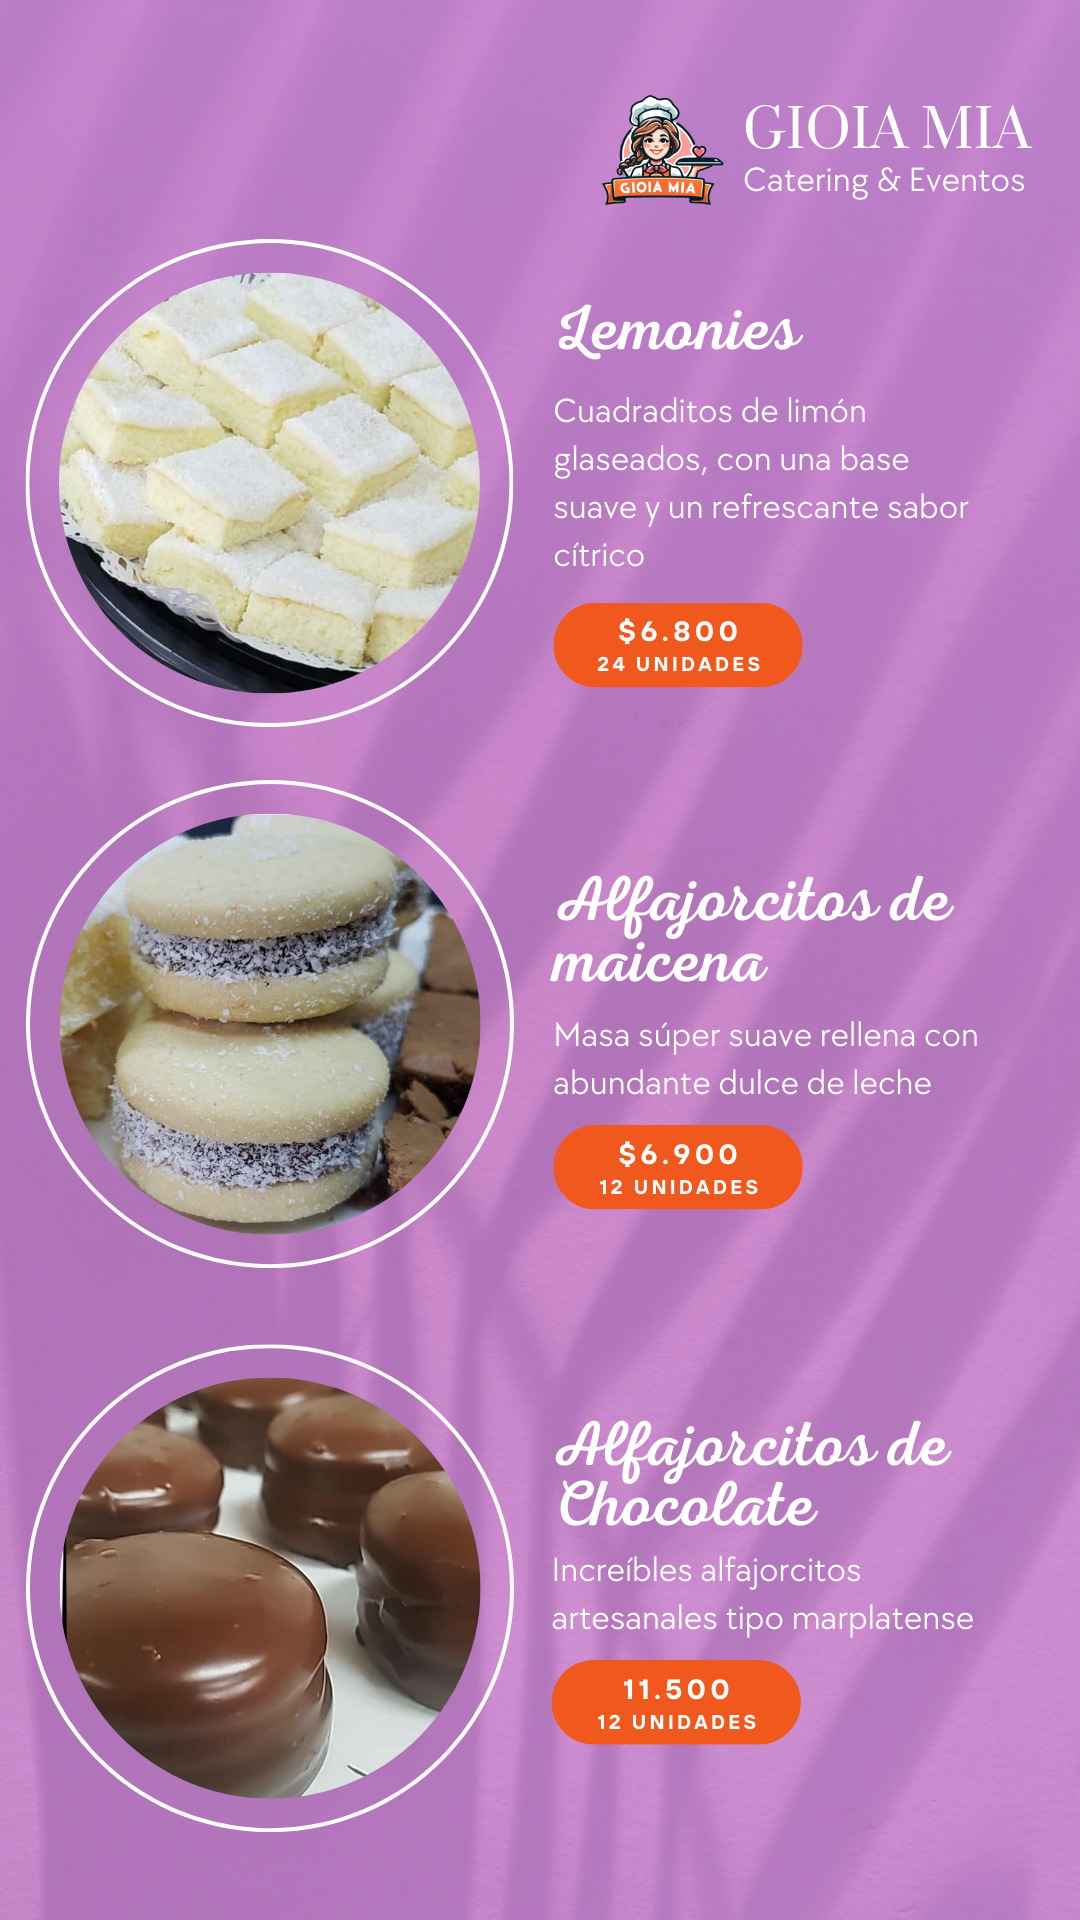 GIOIA MIA
GIOIA MIA
Catering & Eventos
Lemonies
Cuadraditos de limón
glaseados, con una base
suave y un refrescante sabor
cítrico
$6.800
24 UNIDADES
Alfajorcitos de
maicena
Masa súper suave rellena con
abundante dulce de leche
$6.900
12 UNIDADES
Alfajorcitos de
Chocolate
Increíbles alfajorcitos
artesanales tipo marplatense
11.500
12 UNIDADES